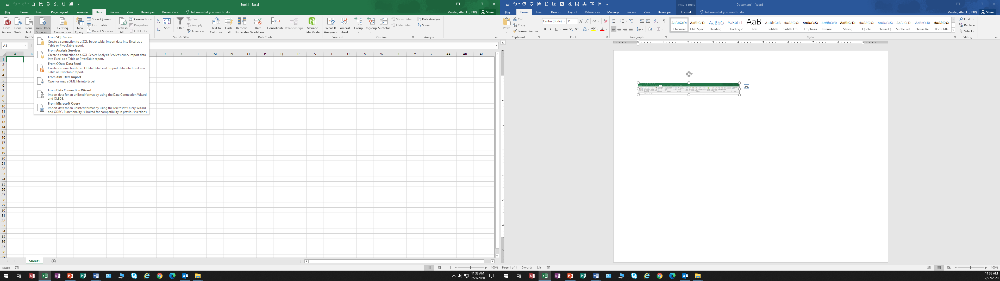 Book1 - Excel
File Home Insert Page Layout Formulas Data Review View Developer Power Pivot Tell me what you want to do...
Meister, Alan E (DOR) Share
From Access
From Web
From Text
From Other Sources
Existing Connections
New Query
Show Queries
From Table
Recent Sources
Refresh All
Connections
Properties
Edit Links
Sort
Filter
Clear
Reapply
Advanced
Text to Columns
Flash Fill
Remove Duplicates
Data Validation
Consolidate
Relationships
Manage Data Model
What-If Analysis
Forecast Sheet
Group
Ungroup
Subtotal
Show Detail
Hide Detail
Data Analysis
Solver
Get Ext
Sort & Filter
Data Tools
Forecast
Outline
Analyze
A1
From SQL Server
Create a connection to a SQL Server table. Import data into Excel as a
Table or PivotTable report.
From Analysis Services
Create a connection to a SQL Server Analysis Services cube. Import data
into Excel as a Table or PivotTable report.
From OData Data Feed
Create a connection to an OData Data Feed. Import data into Excel as a
Table or PivotTable report.
From XML Data Import
Open or map a XML file into Excel.
From Data Connection Wizard
Import data for an unlisted format by using the Data Connection Wizard
and OLEDB.
From Microsoft Query
Import data for an unlisted format by using the Microsoft Query Wizard
and ODBC. Functionality is limited for compatibility in previous versions.
A B J K L M N O P Q R S T U V W X Y Z AA AB AC
1
2
3
4
5
6
7
8
9
10
11
12
13
14
15
16
17
18
19
20
21
22
23
24
25
26
27
28
29
30
31
32
33
34
35
36
37
38
39
Sheet1
Ready
100%
11:38 AM
7/27/2020
Picture Tools
Document1 - Word
File Home Insert Design Layout References Mailings Review View Developer Format Tell me what you want to do...
Meister, Alan E (DOR) Share
Paste
Cut
Copy
Format Painter
Calibri (Body) 11
Clipboard
Font
Paragraph
Styles
Editing
¶ Normal
¶ No Spac...
Heading 1
Heading 2
Title
Subtitle
Subtle Em...
Emphasis
Intense E...
Strong
Quote
Intense Q...
Subtle Ref...
Intense Re...
Book Title
Find
Replace
Select
Page 1 of 1 0 words
100%
11:38 AM
7/27/2020